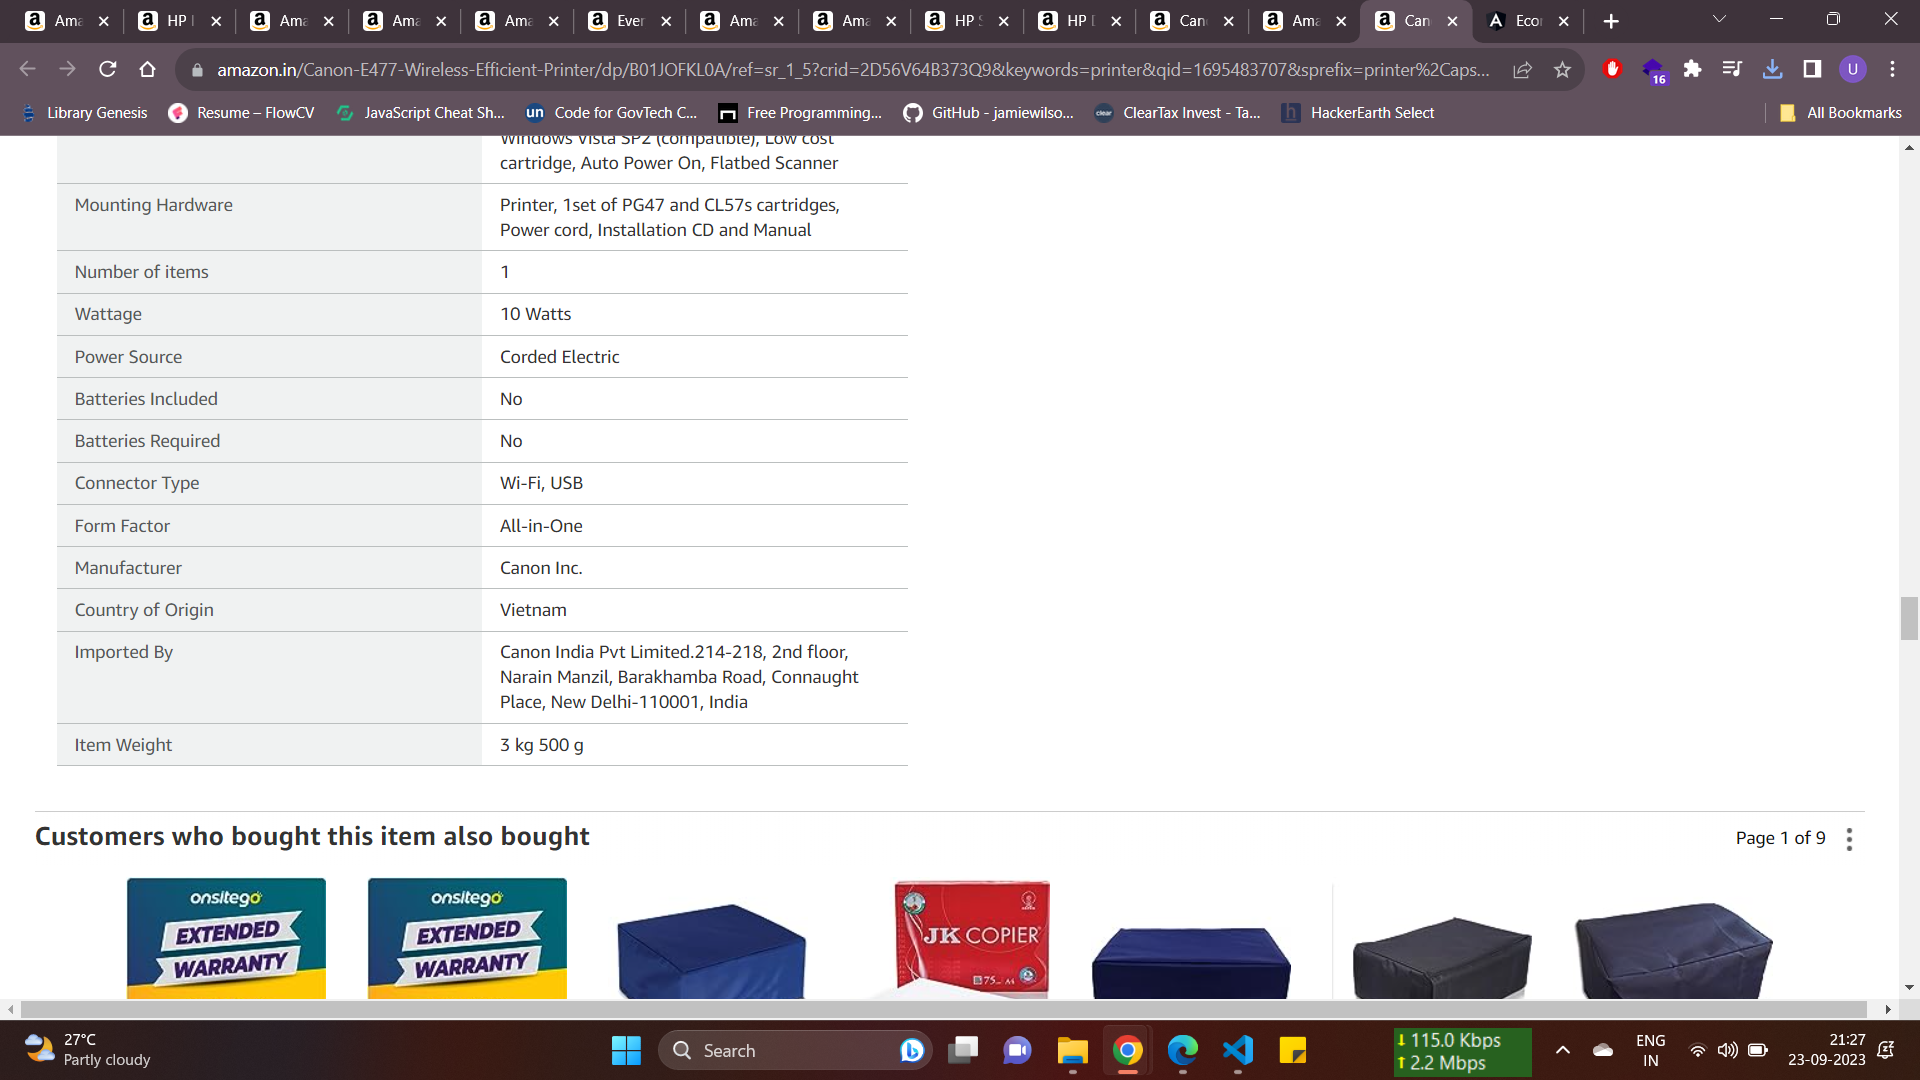 Ama
HP
Ama
Ama
Ama
Ever
Ama
Ama
HP
HP
Can
Ama
Can
Eco
amazon.in/Canon-E477-Wireless-Efficient-Printer/dp/B01JOFKL0A/ref=sr_1_5?crid=2D56V64B373Q9&keywords=printer&qid=1695483707&sprefix=printer%2Caps...
16
U
Library Genesis
Resume – FlowCV
JavaScript Cheat Sh...
un
Code for GovTech C...
Free Programming...
GitHub - jamiewilso...
clear
ClearTax Invest - Ta...
h
HackerEarth Select
All Bookmarks
Windows Vista SP2 (compatible), Low cost
cartridge, Auto Power On, Flatbed Scanner
Mounting Hardware
Printer, 1set of PG47 and CL57s cartridges,
Power cord, Installation CD and Manual
Number of items
1
Wattage
10 Watts
Power Source
Corded Electric
Batteries Included
No
Batteries Required
No
Connector Type
Wi-Fi, USB
Form Factor
All-in-One
Manufacturer
Canon Inc.
Country of Origin
Vietnam
Imported By
Canon India Pvt Limited.214-218, 2nd floor,
Narain Manzil, Barakhamba Road, Connaught
Place, New Delhi-110001, India
Item Weight
3 kg 500 g
Customers who bought this item also bought
Page 1 of 9
onsitego
EXTENDED
WARRANTY
onsitego
EXTENDED
WARRANTY
JK COPIER
75
A4
27°C
Partly cloudy
Search
115.0 Kbps
2.2 Mbps
ENG
IN
21:27
23-09-2023